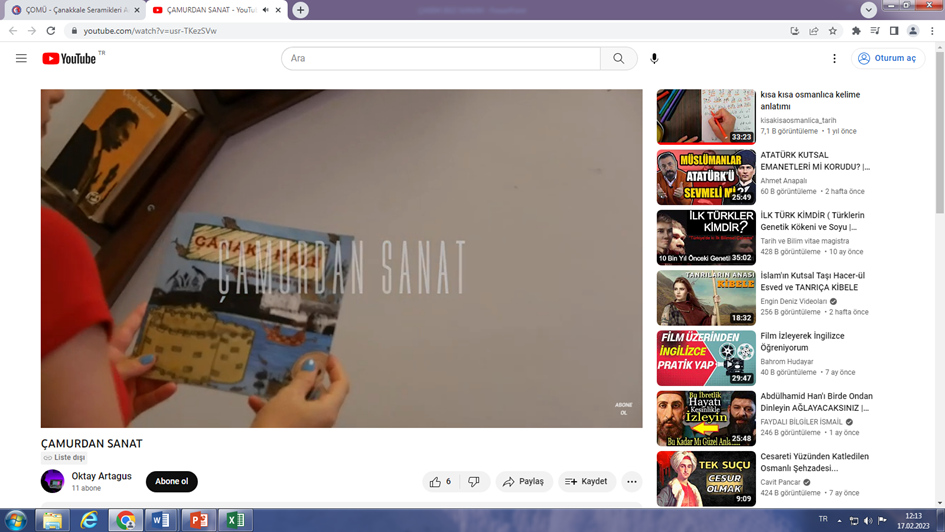 ÇOMÜ - Çanakkale Seramikleri A
ÇAMURDAN SANAT - YouTu
youtube.com/watch?v=usr-TKezSVw
YouTube TR
Ara
Oturum aç
ÇANAKKALE
ÇAMURDAN SANAT
ABONE
OL
ÇAMURDAN SANAT
Liste dışı
Oktay Artagus
11 abone
Abone ol
6
Paylaş
Kaydet
33:23
kısa kısa osmanlıca kelime
anlatımı
kisakisaosmanlica_tarih
7,1 B görüntüleme • 1 yıl önce
MÜSLÜMANLAR
ATATÜRK'Ü
SEVMELİ Mİ
25:49
ATATÜRK KUTSAL
EMANETLERİ Mİ KORUDU? |...
Ahmet Anapalı
60 B görüntüleme • 2 hafta önce
İLK TÜRKLER
KİMDİR?
10 Bin Yıl Önceki Genetik
35:02
İLK TÜRK KİMDİR ( Türklerin
Genetik Kökeni ve Soyu |...
Tarih ve Bilim vitae magistra
428 B görüntüleme • 10 ay önce
TANRILARIN ANASI
KİBELE
18:32
İslam'ın Kutsal Taşı Hacer-ül
Esved ve TANRIÇA KİBELE
Engin Deniz Videoları
256 B görüntüleme • 2 hafta önce
FİLM ÜZERİNDEN
İNGİLİZCE
PRATİK YAP
29:47
Film İzleyerek İngilizce
Öğreniyorum
Bahrom Hudayar
40 B görüntüleme • 7 ay önce
Bu İbretlik
Hayatı
Kesinlikle
İzleyin
Bu Kadar Mı Güzel Anla
25:48
Abdülhamid Han'ı Birde Ondan
Dinleyin AĞLAYACAKSINIZ |...
FAYDALI BİLGİLER İSMAİL
246 B görüntüleme • 1 ay önce
TEK SUÇU
CESUR
OLMAK
9:09
Cesareti Yüzünden Katledilen
Osmanlı Şehzadesi...
Cavit Pancar
424 B görüntüleme • 7 ay önce
TR
12:13
17.02.2023